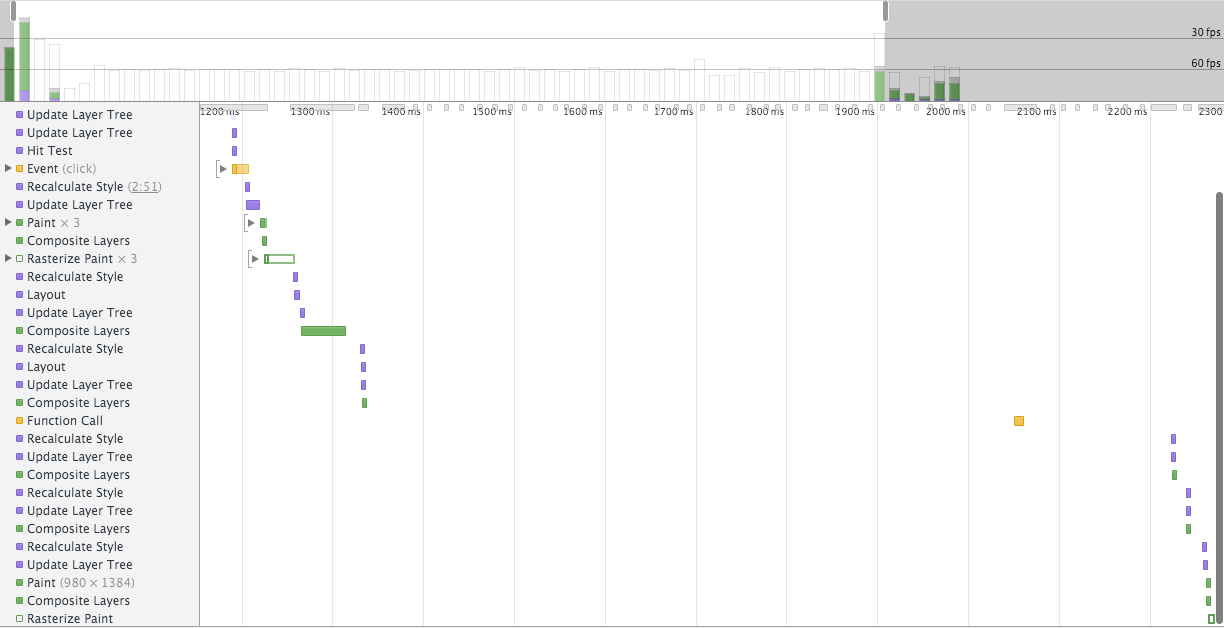 30 fps
60 fps
1200 ms 1300 ms 1400 ms 1500 ms 1600 ms 1700 ms 1800 ms 1900 ms 2000 ms 2100 ms 2200 ms 2300
Update Layer Tree
Update Layer Tree
Hit Test
Event (click)
Recalculate Style (2:51)
Update Layer Tree
Paint × 3
Composite Layers
Rasterize Paint × 3
Recalculate Style
Layout
Update Layer Tree
Composite Layers
Recalculate Style
Layout
Update Layer Tree
Composite Layers
Function Call
Recalculate Style
Update Layer Tree
Composite Layers
Recalculate Style
Update Layer Tree
Composite Layers
Recalculate Style
Update Layer Tree
Paint (980 × 1384)
Composite Layers
Rasterize Paint